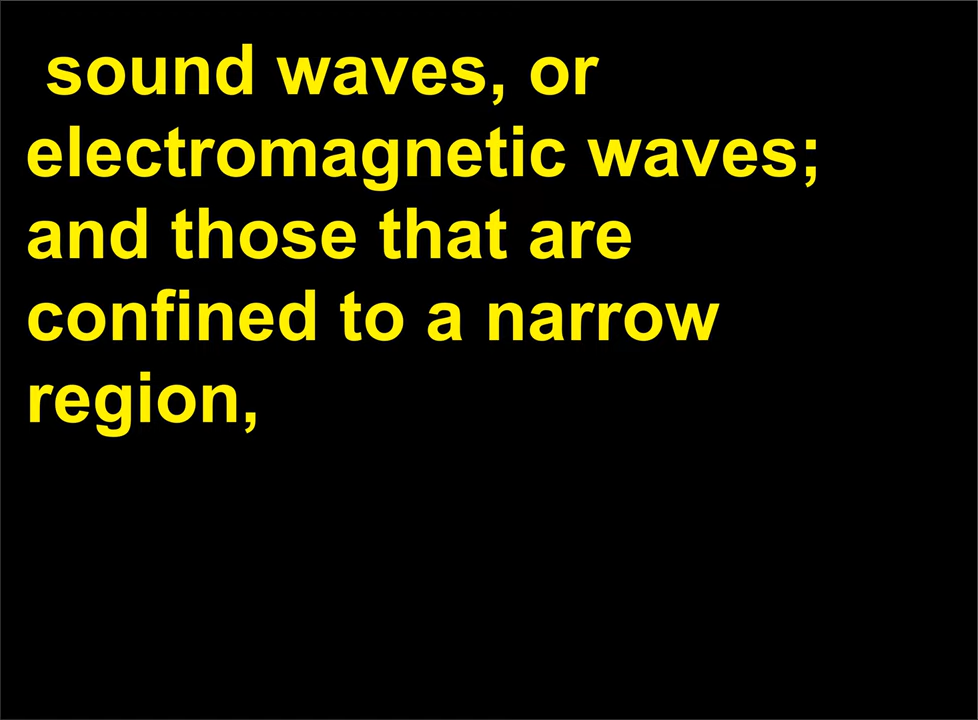 sound waves, or
electromagnetic waves;
and those that are
confined to a narrow
region,